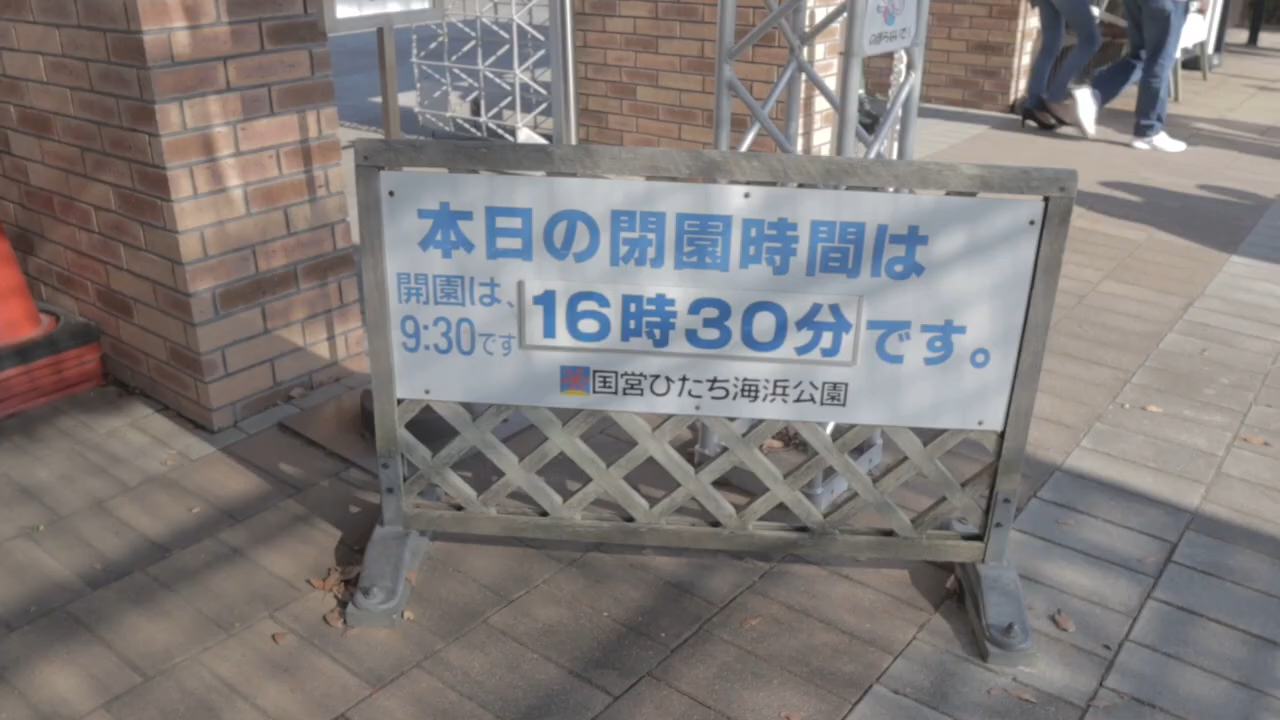 本日の閉園時間は
開園は、
9:30です
16時30分です。
国営ひたち海浜公園